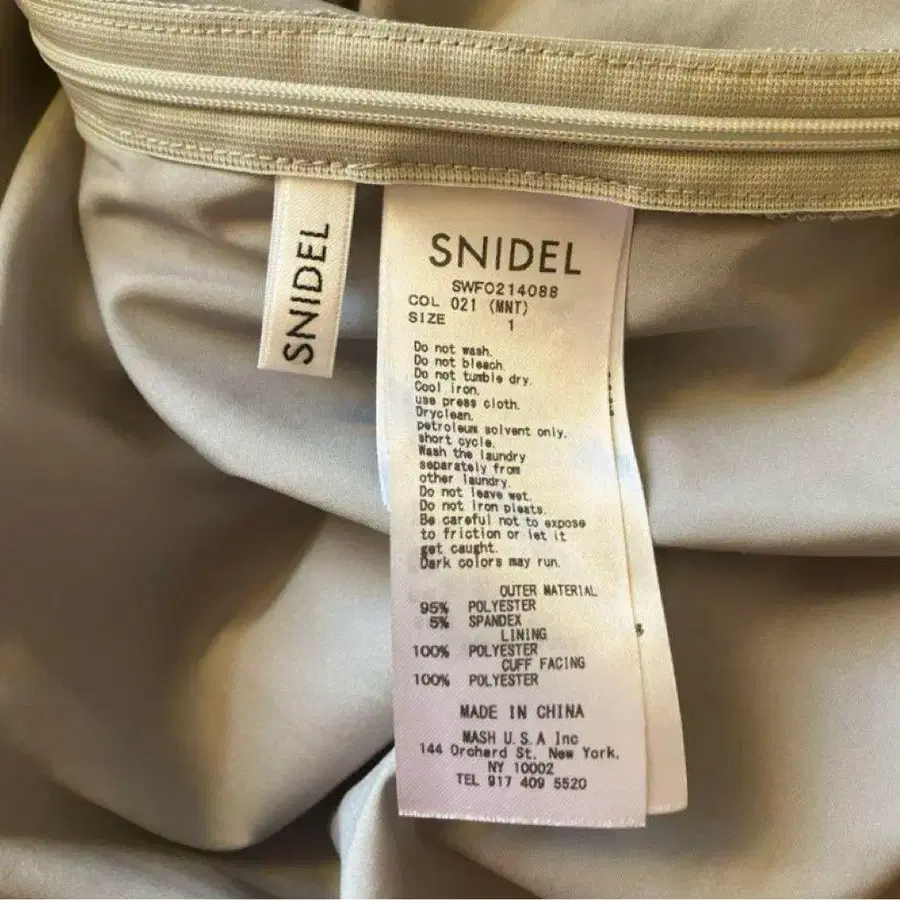 SNIDEL
SNIDEL
SWFO214088
COL 021 (MNT)
SIZE 1
Do not wash.
Do not bleach.
Do not tumble dry.
Cool iron.
use press cloth.
Dryclean.
petroleum solvent only.
short cycle.
Wash the laundry
separately from
other laundry.
Do not leave wet.
Do not iron pleats.
Be careful not to expose
to friction or let it
get caught.
Dark colors may run.
OUTER MATERIAL
95% POLYESTER
5% SPANDEX
LINING
100% POLYESTER
CUFF FACING
100% POLYESTER
MADE IN CHINA
MASH U.S.A Inc
144 Orchard St. New York.
NY 10002
TEL 917 409 5520